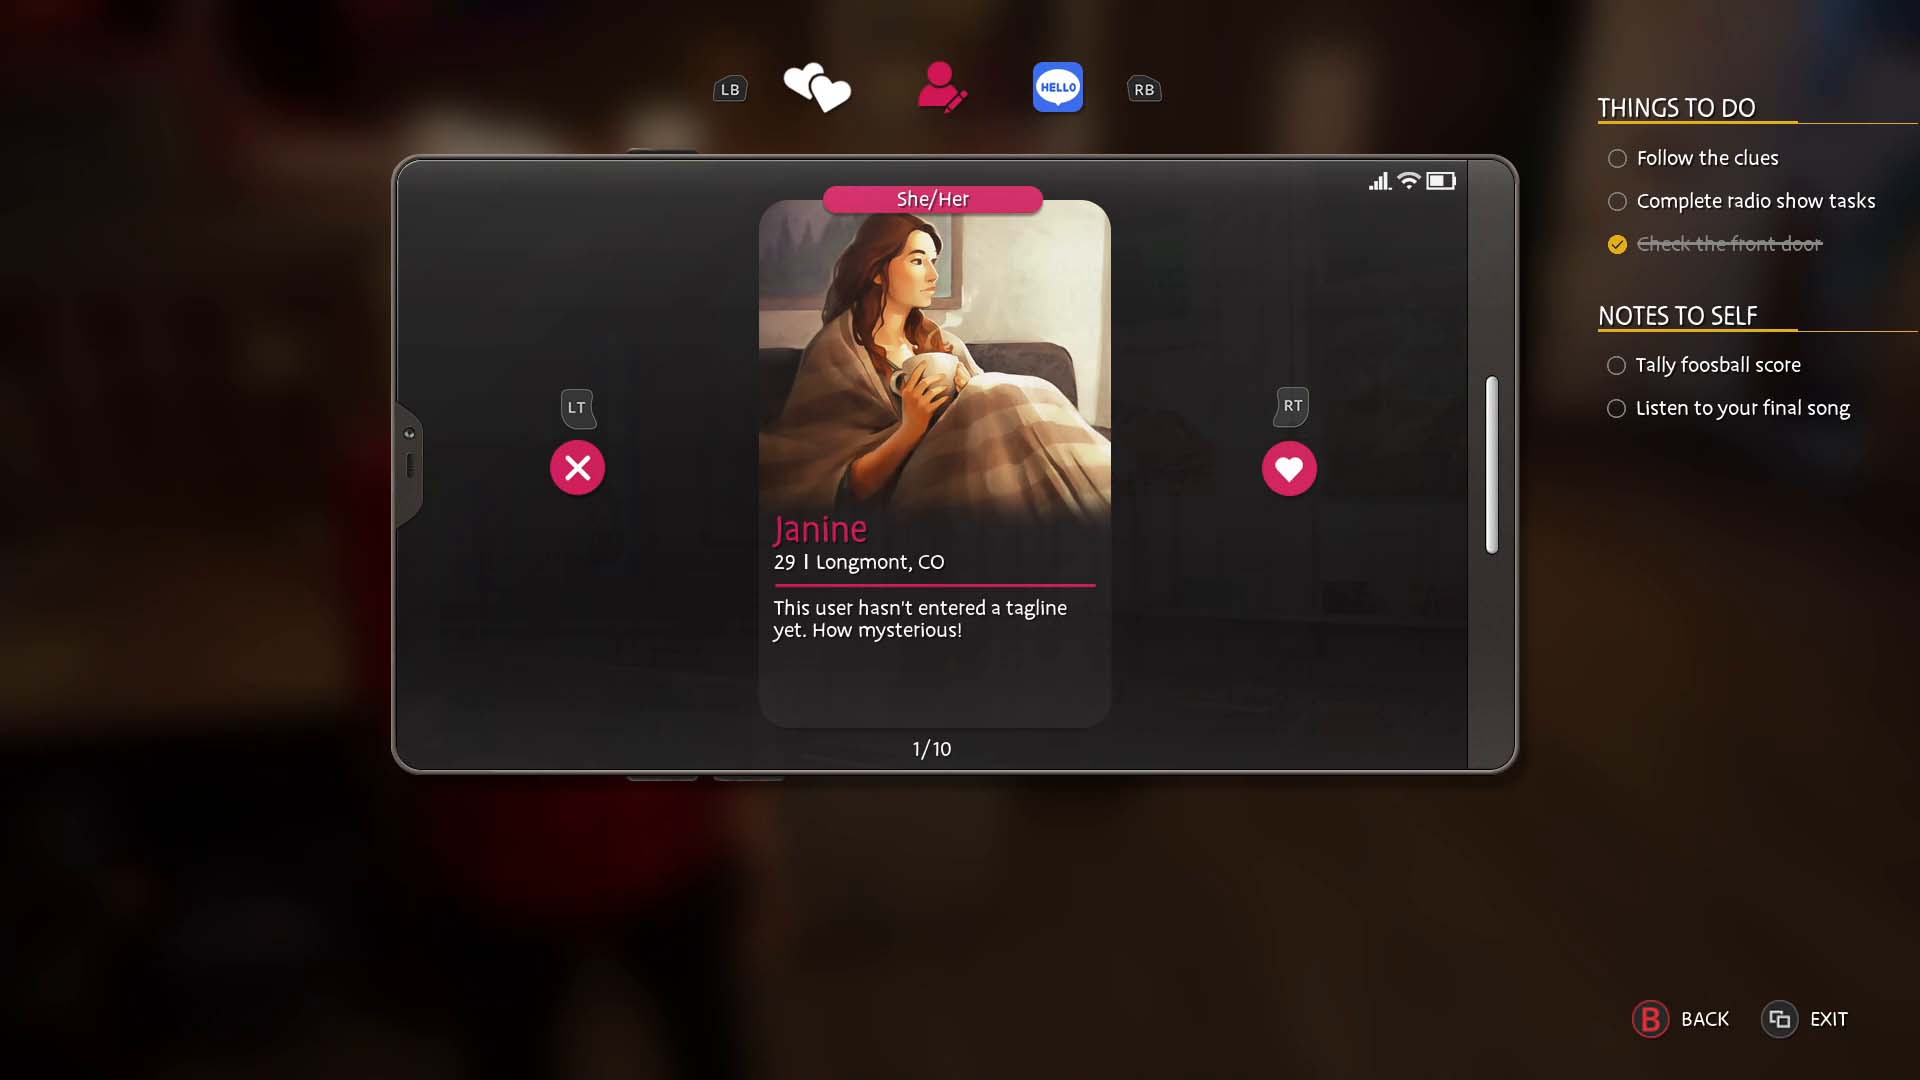 LB
HELLO
RB
She/Her
LT
RT
Janine
29 | Longmont, CO
This user hasn't entered a tagline
yet. How mysterious!
1/10
THINGS TO DO
Follow the clues
Complete radio show tasks
Check the front door
NOTES TO SELF
Tally foosball score
Listen to your final song
B BACK
EXIT